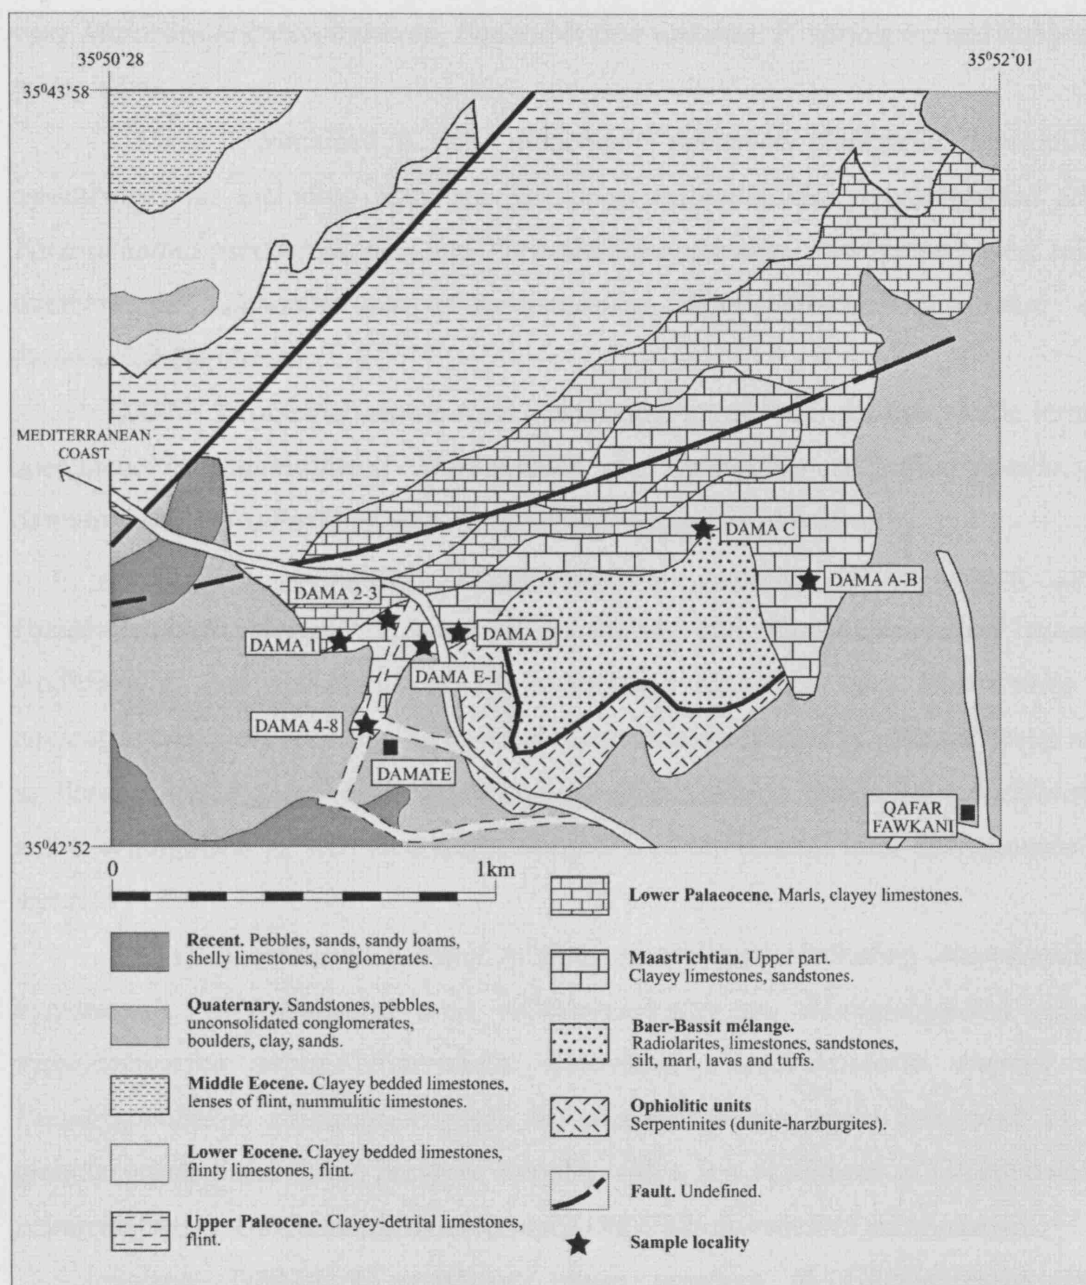 35⁰50'28
35⁰52'01
35⁰43'58
MEDITERRANEAN
COAST
DAMA C
DAMA A-B
DAMA 2-3
DAMA D
DAMA 1
DAMA E-I
DAMA 4-8
DAMATE
QAFAR
FAWKANI
35⁰42'52
0
1km
Recent. Pebbles, sands, sandy loams,
shelly limestones, conglomerates.
Quaternary. Sandstones, pebbles,
unconsolidated conglomerates,
boulders, clay, sands.
Middle Eocene. Clayey bedded limestones,
lenses of flint, nummulitic limestones.
Lower Eocene. Clayey bedded limestones,
flinty limestones, flint.
Upper Paleocene. Clayey-detrital limestones,
flint.
Lower Palaeocene. Marls, clayey limestones.
Maastrichtian. Upper part.
Clayey limestones, sandstones.
Baer-Bassit mélange.
Radiolarites, limestones, sandstones,
silt, marl, lavas and tuffs.
Ophiolitic units
Serpentinites (dunite-harzburgites).
Fault. Undefined.
Sample locality